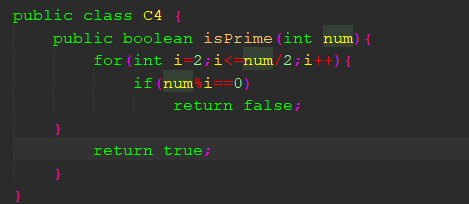 public class C4 {
    public boolean isPrime(int num){
        for(int i=2;i<=num/2;i++){
            if(num%i==0)
                return false;
    }
        return true;
    }
}